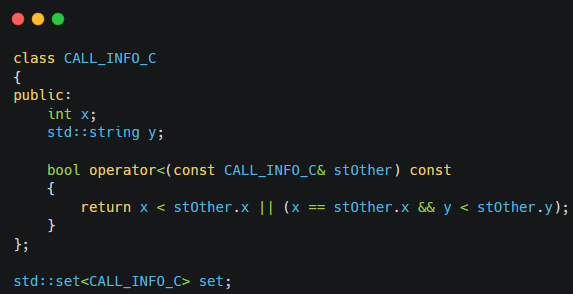 class CALL_INFO_C
{
public:
    int x;
    std::string y;

    bool operator<(const CALL_INFO_C& stOther) const
    {
        return x < stOther.x || (x == stOther.x && y < stOther.y);
    }
};

std::set<CALL_INFO_C> set;